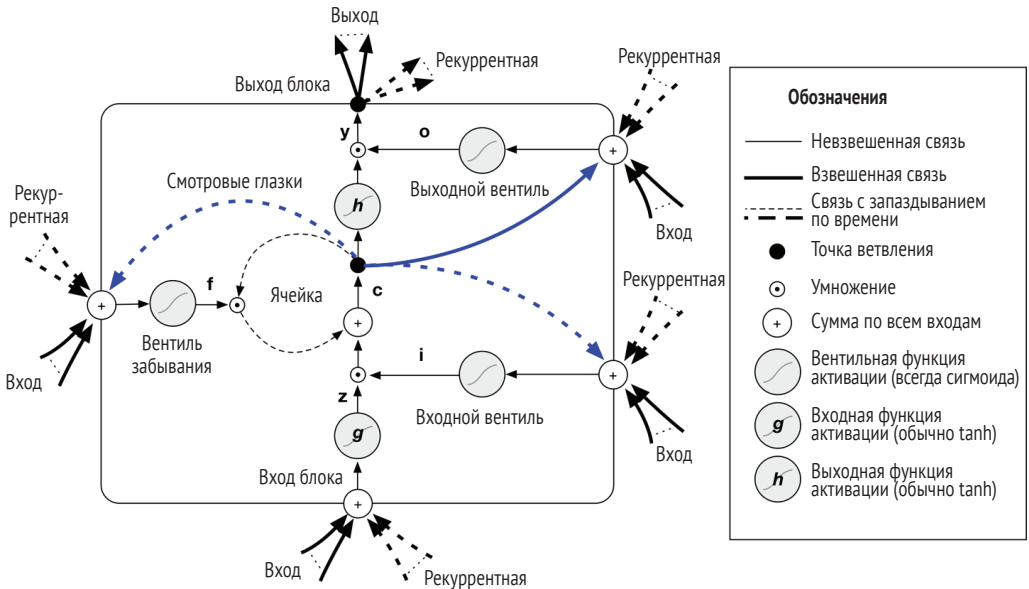 Выход
Рекуррентная
Выход блока
Рекуррентная
y
o
Выходной вентиль
Смотровые глазки
h
Вход
Рекур-
рентная
Рекуррентная
f
Ячейка
c
Вентиль
забывания
Вход
i
Входной вентиль
z
g
Вход
Вход блока
Вход
Рекуррентная
Обозначения
Невзвешенная связь
Взвешенная связь
Связь с запаздыванием
по времени
Точка ветвления
Умножение
+ Сумма по всем входам
Вентильная функция
активации (всегда сигмоида)
g Входная функция
активации (обычно tanh)
h Выходная функция
активации (обычно tanh)